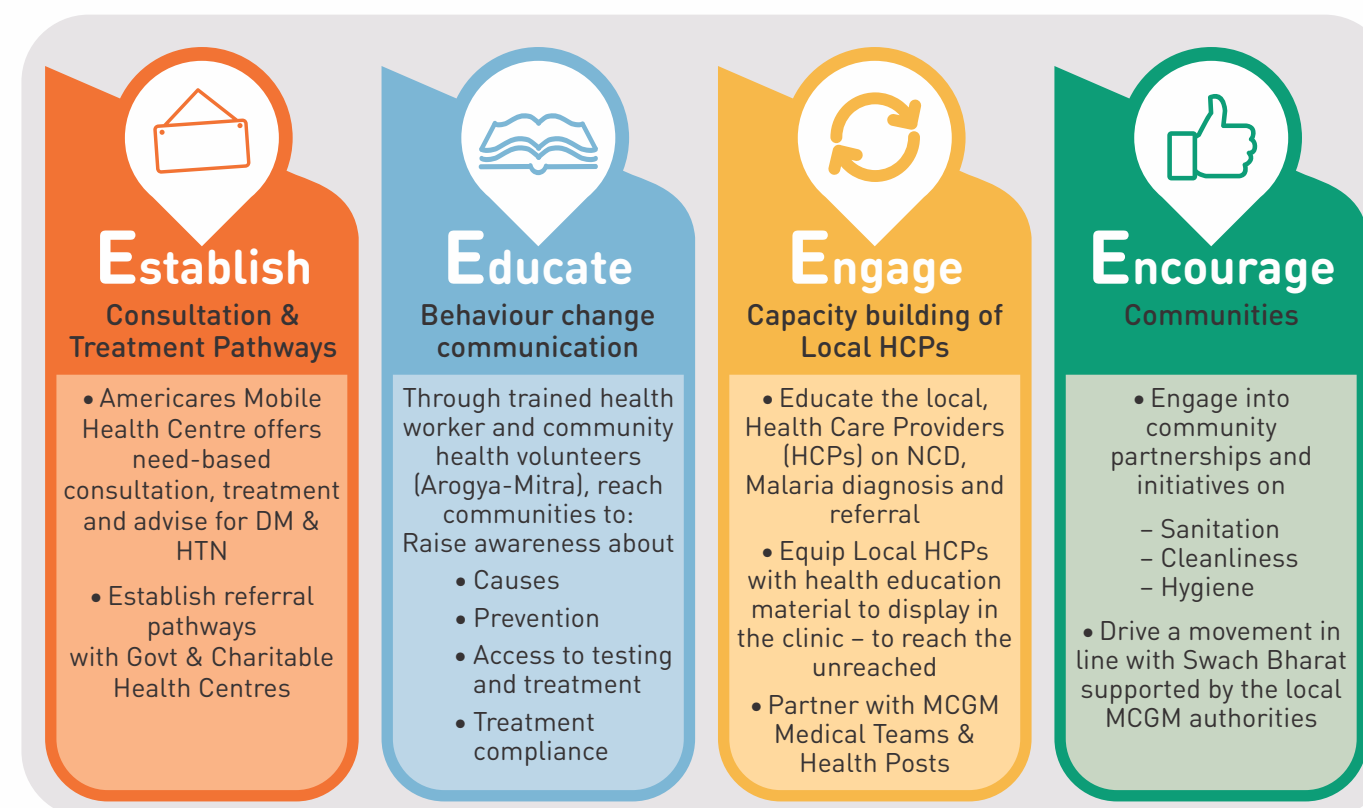 Establish
Consultation &
Treatment Pathways
• Americares Mobile
Health Centre offers
need-based
consultation, treatment
and advise for DM &
HTN
• Establish referral
pathways
with Govt & Charitable
Health Centres
Educate
Behaviour change
communication
Through trained health
worker and community
health volunteers
(Arogya-Mitra), reach
communities to:
Raise awareness about
• Causes
• Prevention
• Access to testing
and treatment
• Treatment
compliance
Engage
Capacity building of
Local HCPs
• Educate the local,
Health Care Providers
(HCPs) on NCD,
Malaria diagnosis and
referral
• Equip Local HCPs
with health education
material to display in
the clinic – to reach the
unreached
• Partner with MCGM
Medical Teams &
Health Posts
Encourage
Communities
• Engage into
community
partnerships and
initiatives on
– Sanitation
– Cleanliness
– Hygiene
• Drive a movement in
line with Swach Bharat
supported by the local
MCGM authorities